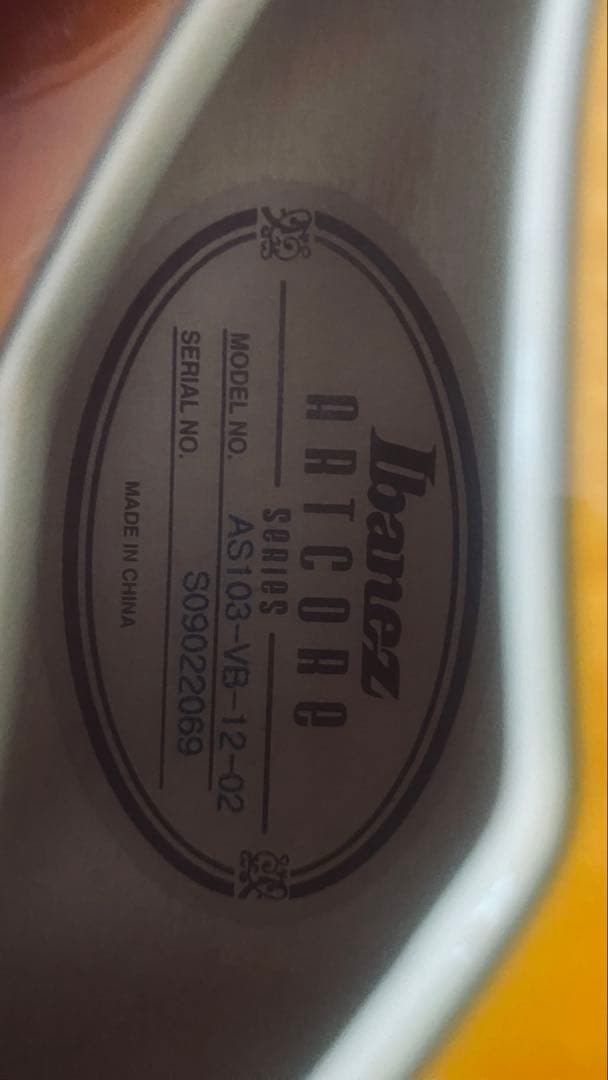 Ibanez
ARTCORE
SERIES
MODEL NO. AS103-VB-12-02
SERIAL NO. S09022069
MADE IN CHINA